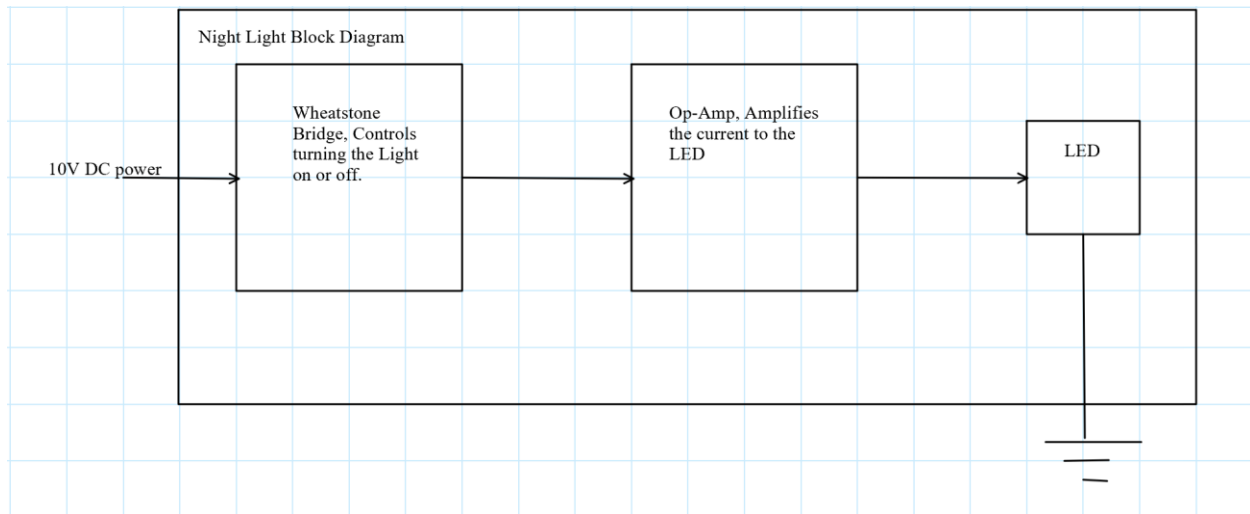 Night Light Block Diagram
10V DC power
Wheatstone
Bridge, Controls
turning the Light
on or off.
Op-Amp, Amplifies
the current to the
LED
LED